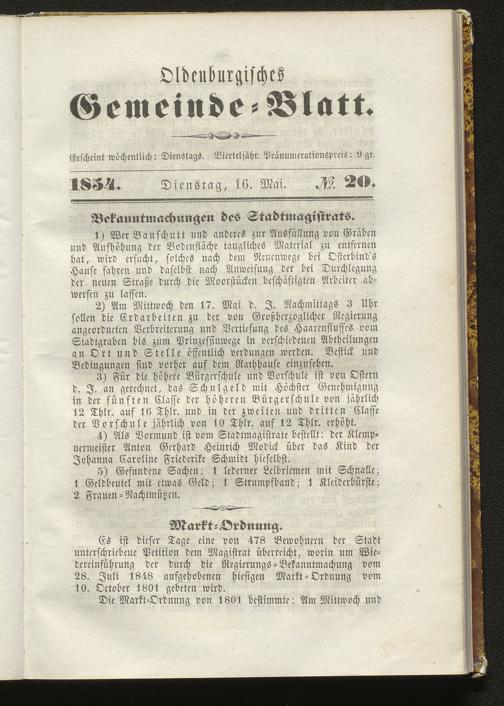 Oldenburgisches
Gemeinde-Blatt.
Erscheint wöchentlich: Dienstags. Vierteljähr. Pränumerationspreis: 9 gr.
1854. Dienstag, 16. Mai. №. 20.
Bekanntmachungen des Stadtmagistrats.
1) Wer Bauschutt und anderes zur Ausfüllung von Gräben
und Aufhöhung der Bodenfläche taugliches Material zu entfernen
hat, wird ersucht, solches nach dem Neuenwege bei Osterbind's
Hause fahren und daselbst nach Anweisung der bei Durchlegung
der neuen Straße durch die Moorstücken beschäftigten Arbeiter ab-
werfen zu lassen.
2) Am Mittwoch den 17. Mai d. J. Nachmittags 3 Uhr
sollen die Erdarbeiten zu der von Großherzoglicher Regierung
angeordneten Verbreiterung und Vertiefung des Haarenflusses vom
Stadtgraben bis zum Prinzessinwege in verschiedenen Abtheilungen
an Ort und Stelle öffentlich verdungen werden. Bestick und
Bedingungen sind vorher auf dem Rathhause einzusehen.
3) Für die höhere Bürgerschule und Vorschule ist von Ostern
d. J. an gerechnet, das Schulgeld mit Höchster Genehmigung
in der fünften Classe der höheren Bürgerschule von jährlich
12 Thlr. auf 16 Thlr. und in der zweiten und dritten Classe
der Vorschule jährlich von 10 Thlr. auf 12 Thlr. erhöht.
4) Als Vormund ist vom Stadtmagistrate bestellt: der Klemp-
nermeister Anton Gerhard Heinrich Modick über das Kind der
Johanna Caroline Friederike Schmidt hieselbst.
5) Gefundene Sachen: 1 lederner Leibriemen mit Schnalle;
1 Geldbeutel mit etwas Geld; 1 Strumpfband; 1 Kleiderbürste;
2 Frauen-Nachtmützen.
Markt-Ordnung.
Es ist dieser Tage eine von 478 Bewohnern der Stadt
unterschriebene Petition dem Magistrat überreicht, worin um Wie-
dereinführung der durch die Regierungs-Bekanntmachung vom
28. Juli 1848 aufgehobenen hiesigen Markt-Ordnung vom
10. October 1801 gebeten wird.
Die Markt-Ordnung von 1801 bestimmte: Am Mittwoch und